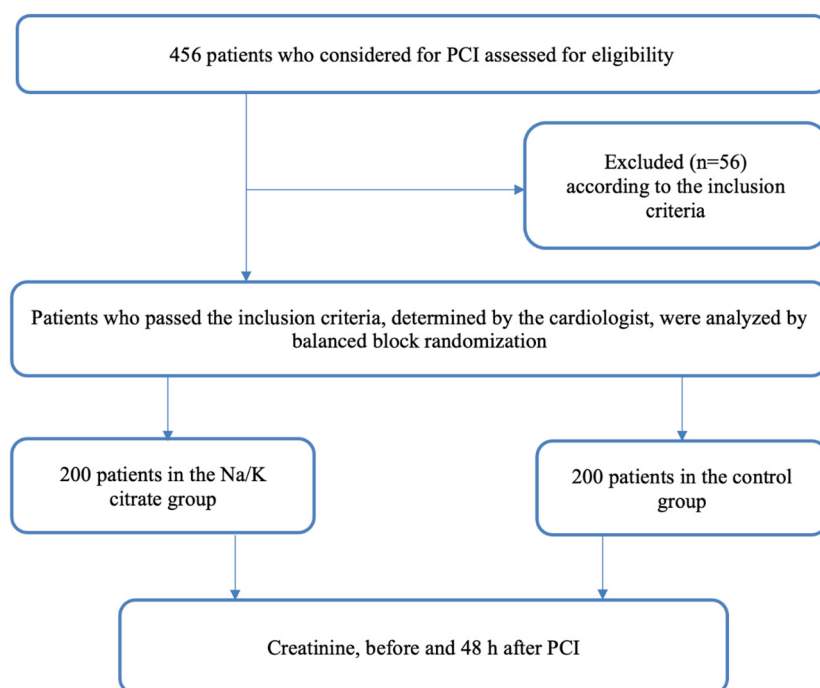 456 patients who considered for PCI assessed for eligibility
Excluded (n=56)
according to the inclusion
criteria
Patients who passed the inclusion criteria, determined by the cardiologist, were analyzed by
balanced block randomization
200 patients in the Na/K
citrate group
200 patients in the control
group
Creatinine, before and 48 h after PCI